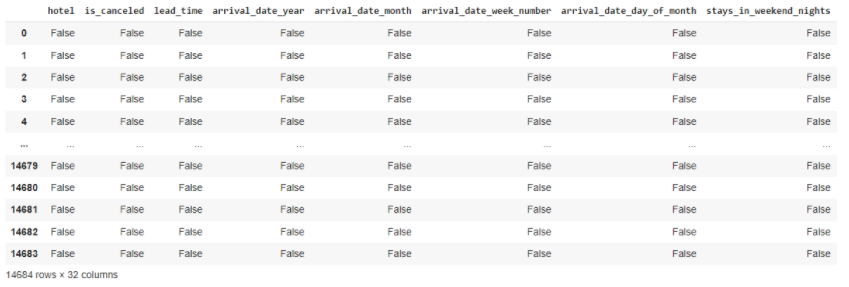 hotel is_canceled lead_time arrival_date_year arrival_date_month arrival_date_week_number arrival_date_day_of_month stays_in_weekend_nights
0 False False False False False False False False
1 False False False False False False False False
2 False False False False False False False False
3 False False False False False False False False
4 False False False False False False False False
... ... ... ... ... ... ... ... ...
14679 False False False False False False False False
14680 False False False False False False False False
14681 False False False False False False False False
14682 False False False False False False False False
14683 False False False False False False False False
14684 rows × 32 columns